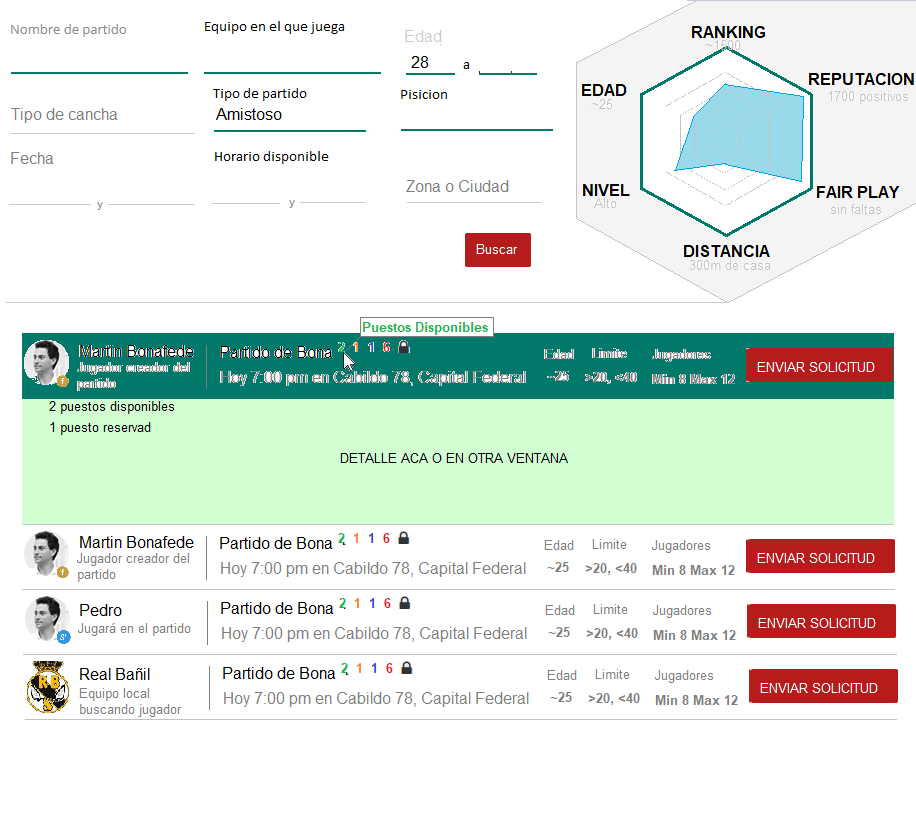 Nombre de partido
Equipo en el que juega
Edad
28 a
Tipo de cancha
Tipo de partido
Amistoso
Pisicion
Fecha
Horario disponible
Zona o Ciudad
y
y
Buscar
RANKING
~1500
REPUTACION
1700 positivos
FAIR PLAY
sin faltas
DISTANCIA
300m de casa
NIVEL
Alto
EDAD
~25
Puestos Disponibles
Martin Bonafede
Jugador creador del
partido
Partido de Bona 2 1 1 6
Hoy 7:00 pm en Cabildo 78, Capital Federal
Edad
~25
Limite
>20, <40
Jugadores
Min 8 Max 12
ENVIAR SOLICITUD
2 puestos disponibles
1 puesto reservad
DETALLE ACA O EN OTRA VENTANA
Martin Bonafede
Jugador creador del
partido
Partido de Bona 2 1 1 6
Hoy 7:00 pm en Cabildo 78, Capital Federal
Edad
~25
Limite
>20, <40
Jugadores
Min 8 Max 12
ENVIAR SOLICITUD
Pedro
Jugará en el partido
Partido de Bona 2 1 1 6
Hoy 7:00 pm en Cabildo 78, Capital Federal
Edad
~25
Limite
>20, <40
Jugadores
Min 8 Max 12
ENVIAR SOLICITUD
Real Bañil
Equipo local
buscando jugador
Partido de Bona 2 1 1 6
Hoy 7:00 pm en Cabildo 78, Capital Federal
Edad
~25
Limite
>20, <40
Jugadores
Min 8 Max 12
ENVIAR SOLICITUD